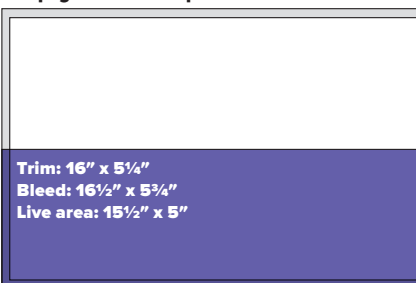 Trim: 16″ x 5¼″
Bleed: 16½″ x 5¾″
Live area: 15½″ x 5″